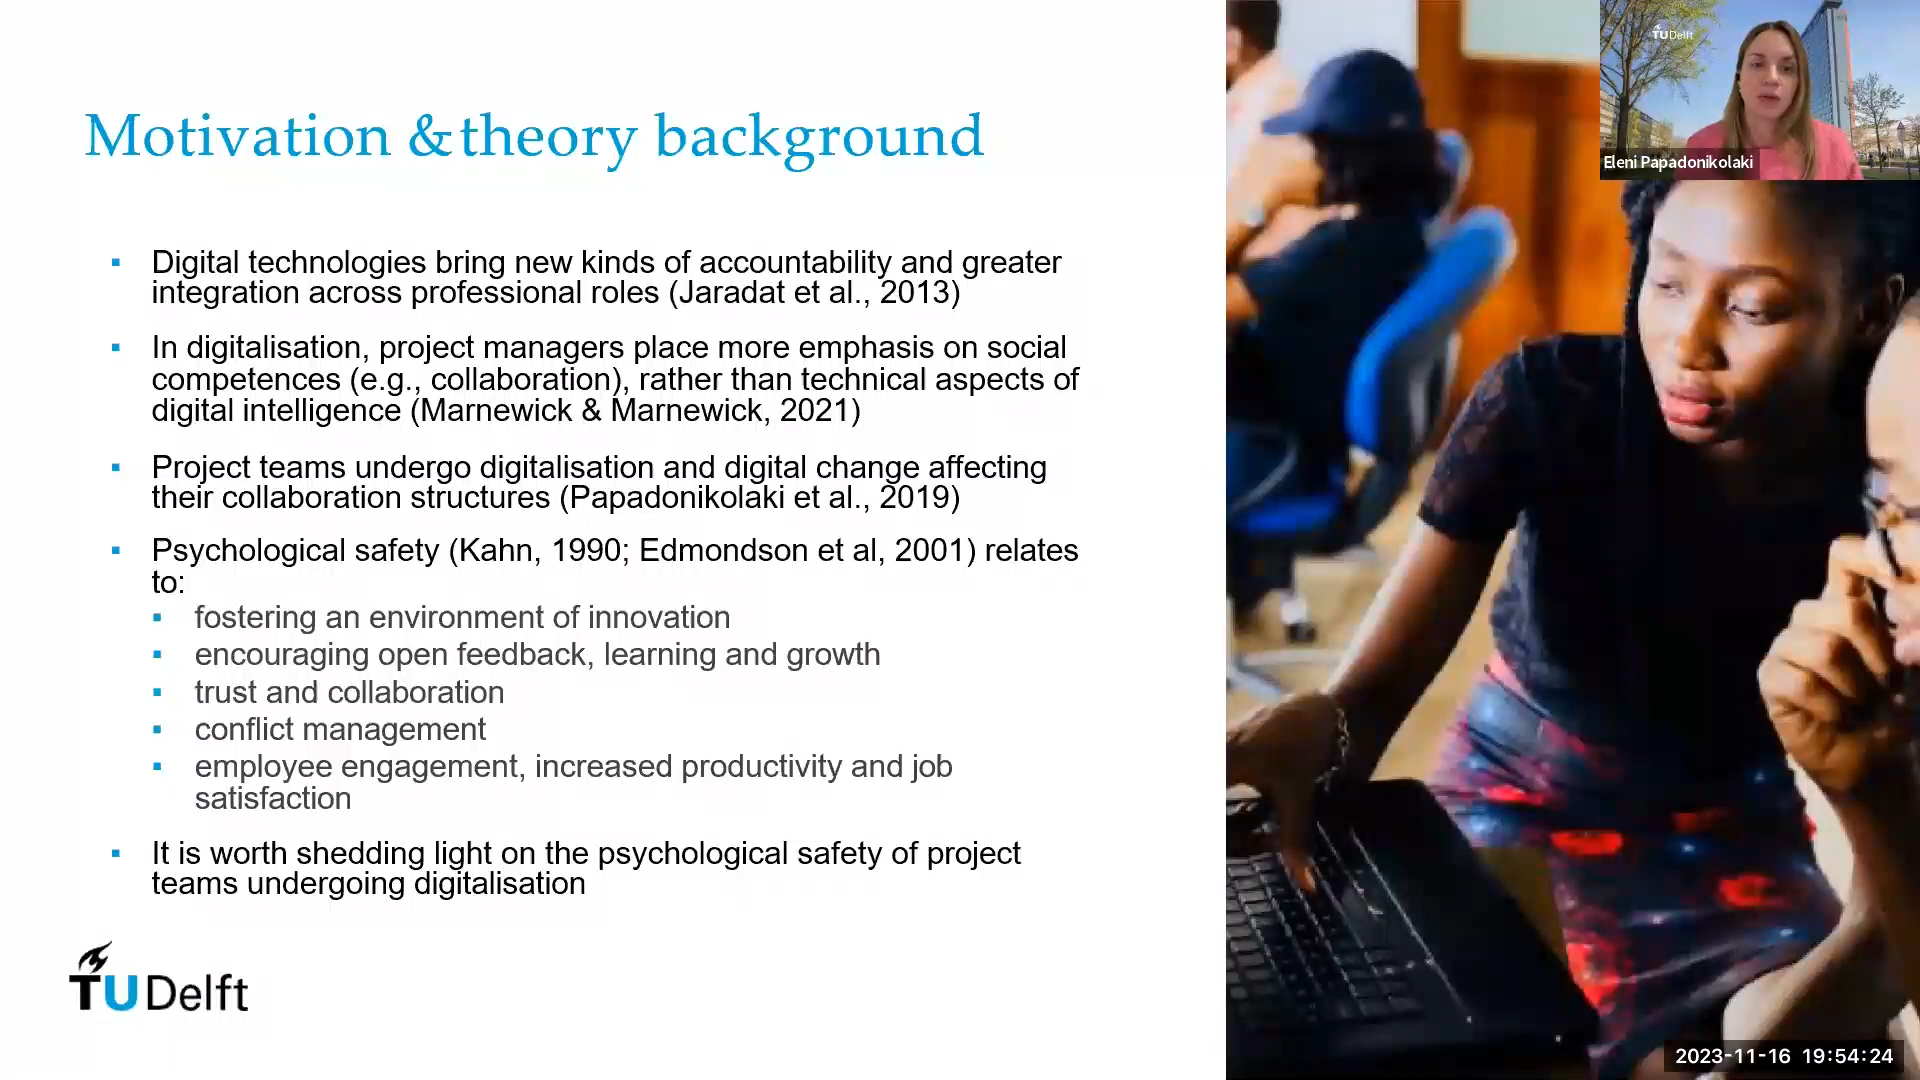 Motivation & theory background
TU Delft
Eleni Papadonikolaki
▪ Digital technologies bring new kinds of accountability and greater
integration across professional roles (Jaradat et al., 2013)
▪ In digitalisation, project managers place more emphasis on social
competences (e.g., collaboration), rather than technical aspects of
digital intelligence (Marnewick & Marnewick, 2021)
▪ Project teams undergo digitalisation and digital change affecting
their collaboration structures (Papadonikolaki et al., 2019)
▪ Psychological safety (Kahn, 1990; Edmondson et al, 2001) relates
to:
▪ fostering an environment of innovation
▪ encouraging open feedback, learning and growth
▪ trust and collaboration
▪ conflict management
▪ employee engagement, increased productivity and job
satisfaction
▪ It is worth shedding light on the psychological safety of project
teams undergoing digitalisation
TU Delft
2023-11-16 19:54:24